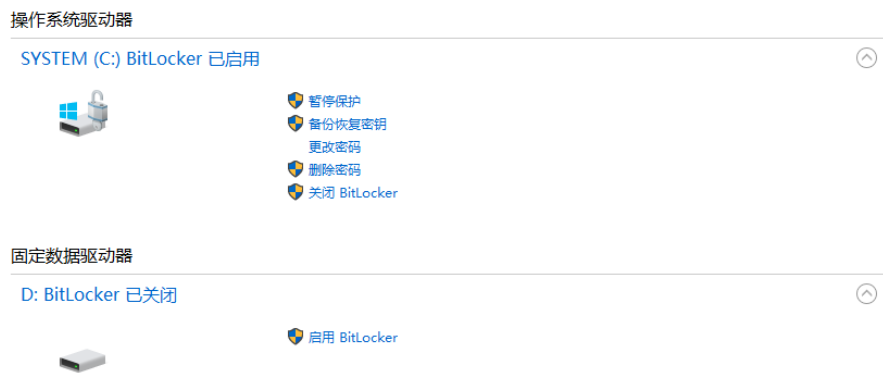 操作系统驱动器
SYSTEM (C:) BitLocker 已启用
暂停保护
备份恢复密钥
更改密码
删除密码
关闭 BitLocker
固定数据驱动器
D: BitLocker 已关闭
启用 BitLocker